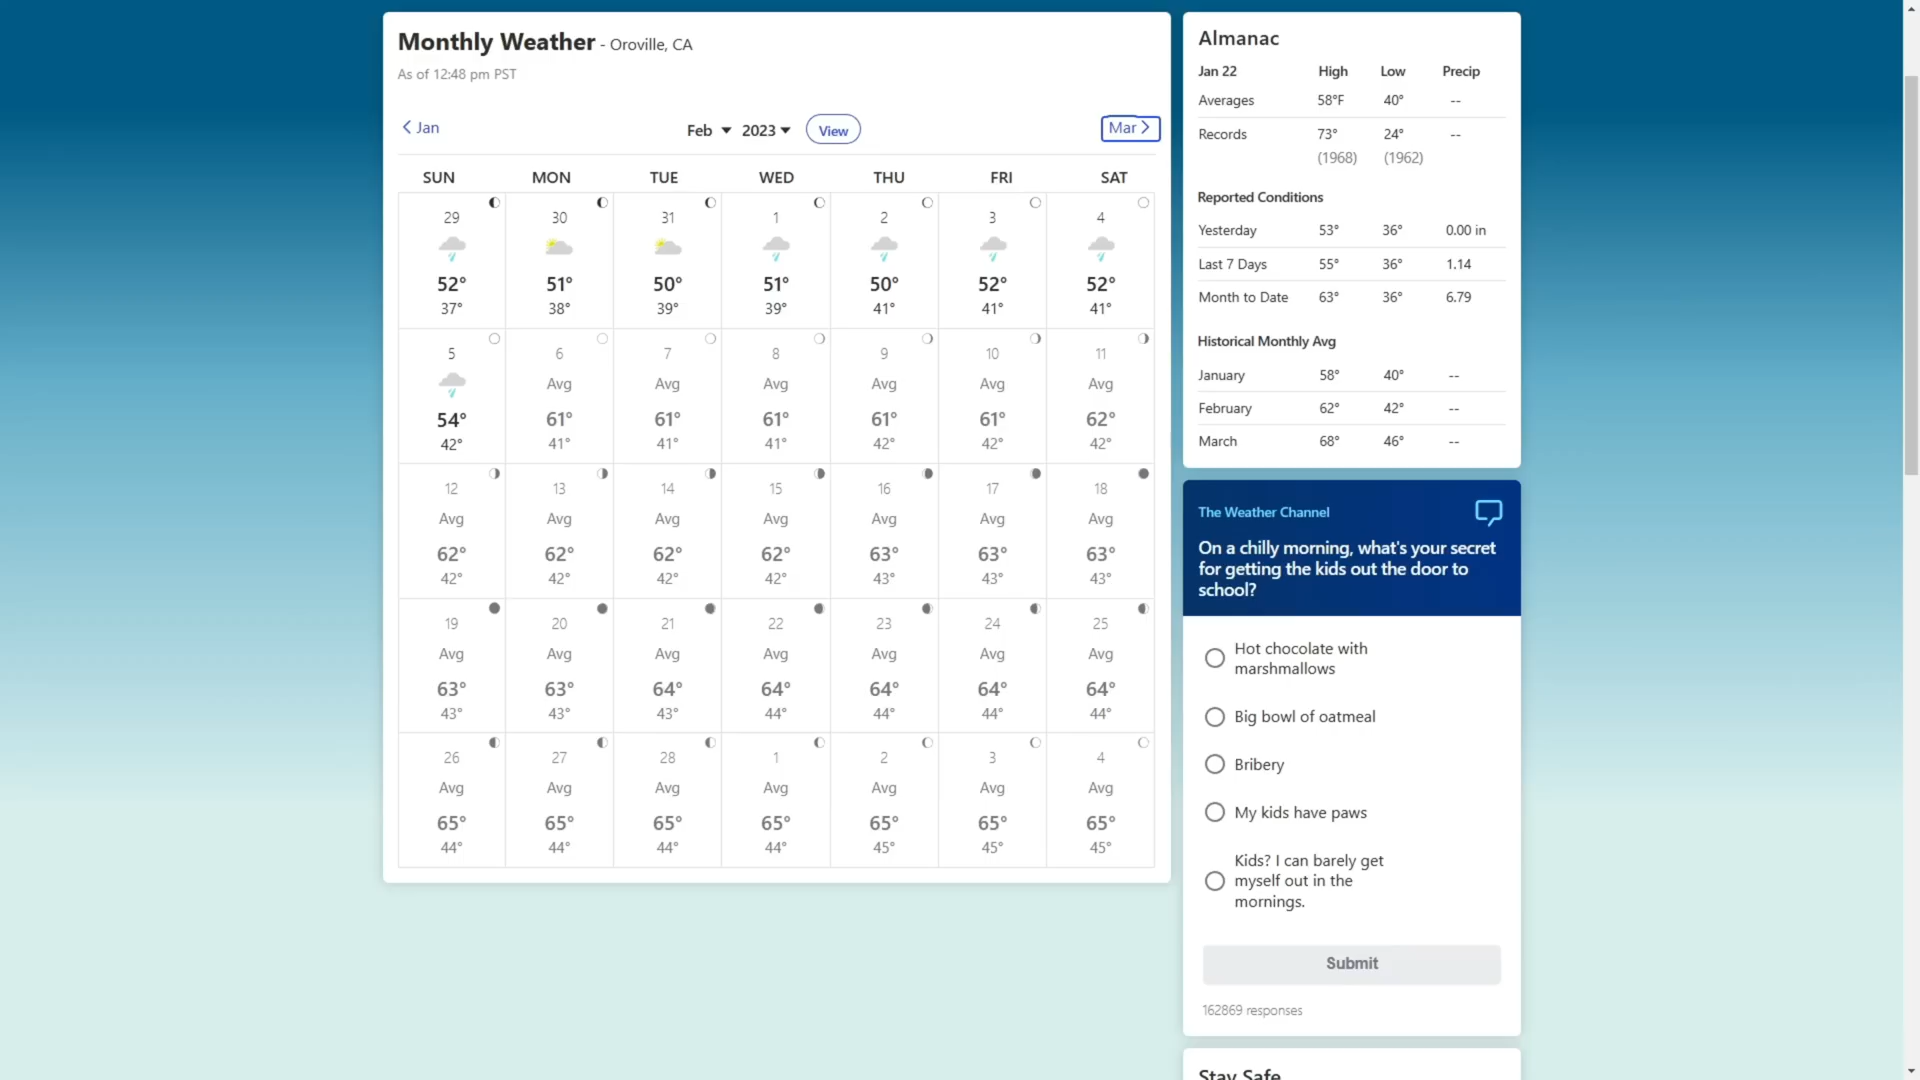 Monthly Weather - Oroville, CA
As of 12:48 pm PST
Jan
Feb 2023 View
Mar
SUN MON TUE WED THU FRI SAT
29 30 31 1 2 3 4
52° 51° 50° 51° 50° 52° 52°
37° 38° 39° 39° 41° 41° 41°
5 6 7 8 9 10 11
Avg Avg Avg Avg Avg Avg
54° 61° 61° 61° 61° 61° 62°
42° 41° 41° 41° 42° 42° 42°
12 13 14 15 16 17 18
Avg Avg Avg Avg Avg Avg Avg
62° 62° 62° 62° 63° 63° 63°
42° 42° 42° 42° 43° 43° 43°
19 20 21 22 23 24 25
Avg Avg Avg Avg Avg Avg Avg
63° 63° 64° 64° 64° 64° 64°
43° 43° 43° 44° 44° 44° 44°
26 27 28 1 2 3 4
Avg Avg Avg Avg Avg Avg Avg
65° 65° 65° 65° 65° 65° 65°
44° 44° 44° 44° 45° 45° 45°
Almanac
Jan 22 High Low Precip
Averages 58°F 40° --
Records 73° 24° --
(1968) (1962)
Reported Conditions
Yesterday 53° 36° 0.00 in
Last 7 Days 55° 36° 1.14
Month to Date 63° 36° 6.79
Historical Monthly Avg
January 58° 40° --
February 62° 42° --
March 68° 46° --
The Weather Channel
On a chilly morning, what's your secret
for getting the kids out the door to
school?
Hot chocolate with
marshmallows
Big bowl of oatmeal
Bribery
My kids have paws
Kids? I can barely get
myself out in the
mornings.
Submit
162869 responses
Stay Safe